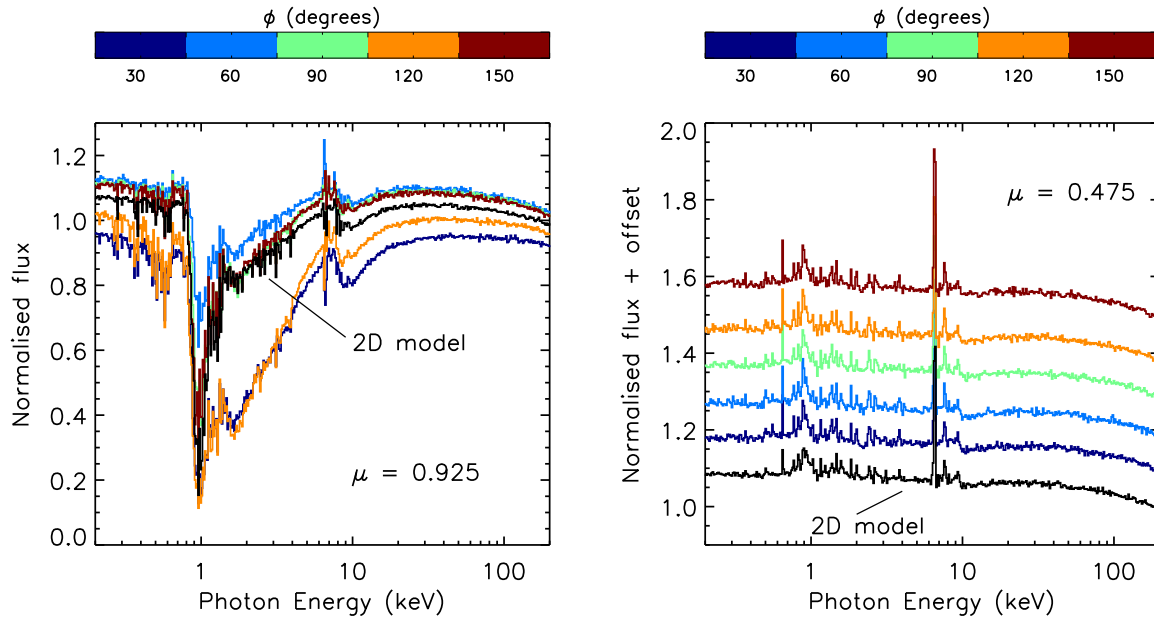 φ (degrees)
30 60 90 120 150
1.2
1.0
0.8
0.6
0.4
0.2
0.0
Normalised flux
2D model
μ = 0.925
1 10 100
Photon Energy (keV)
φ (degrees)
30 60 90 120 150
2.0
1.8
1.6
1.4
1.2
1.0
Normalised flux + offset
μ = 0.475
2D model
1 10 100
Photon Energy (keV)